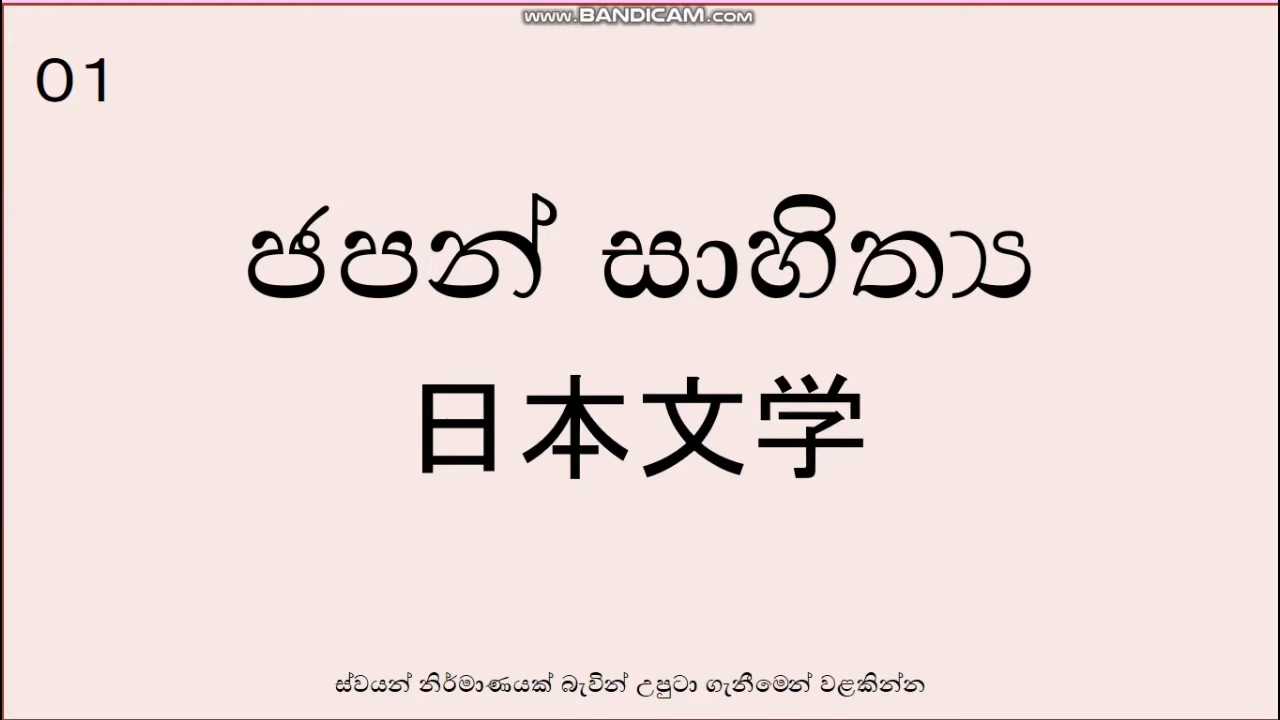 www.BANDICAM.com
01
ජපන් සාහිත්‍ය
日本文学
ස්වයන් නිර්මාණයක් බැවින් උපුටා ගැනීමෙන් වළකින්න